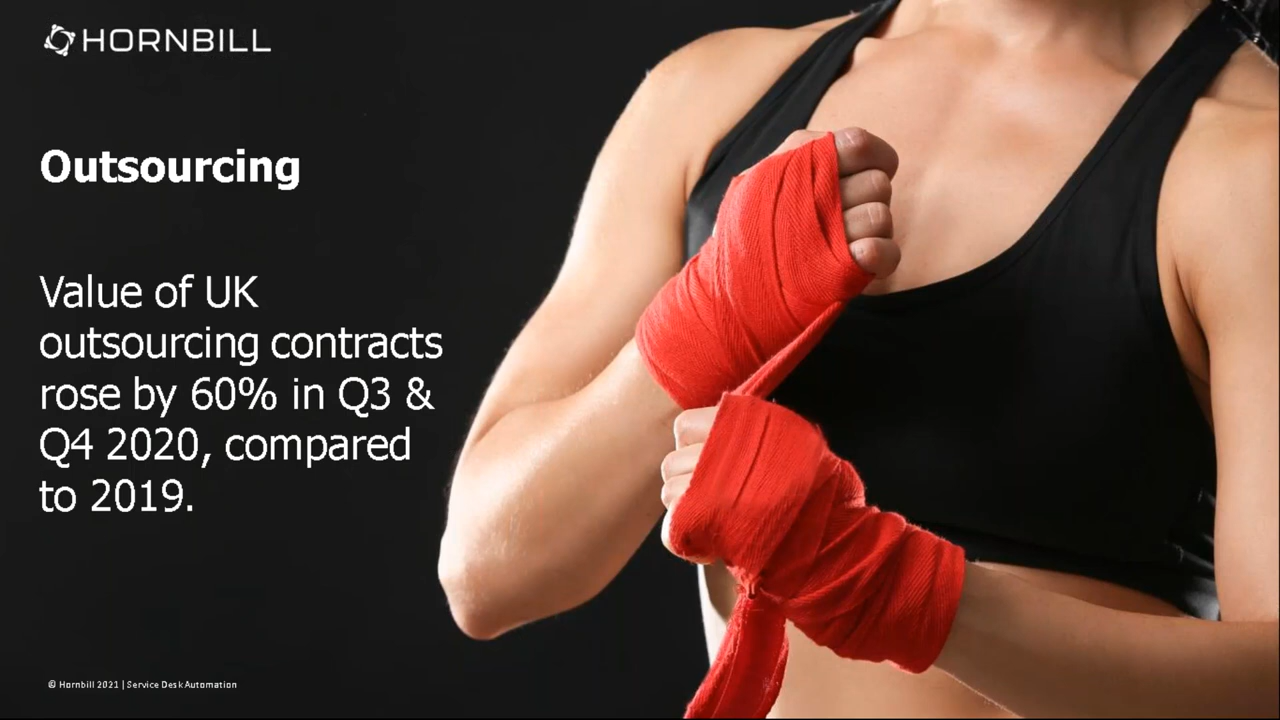 HORNBILL
Outsourcing
Value of UK
outsourcing contracts
rose by 60% in Q3 &
Q4 2020, compared
to 2019.
© Hornbill 2021 | Service Desk Automation